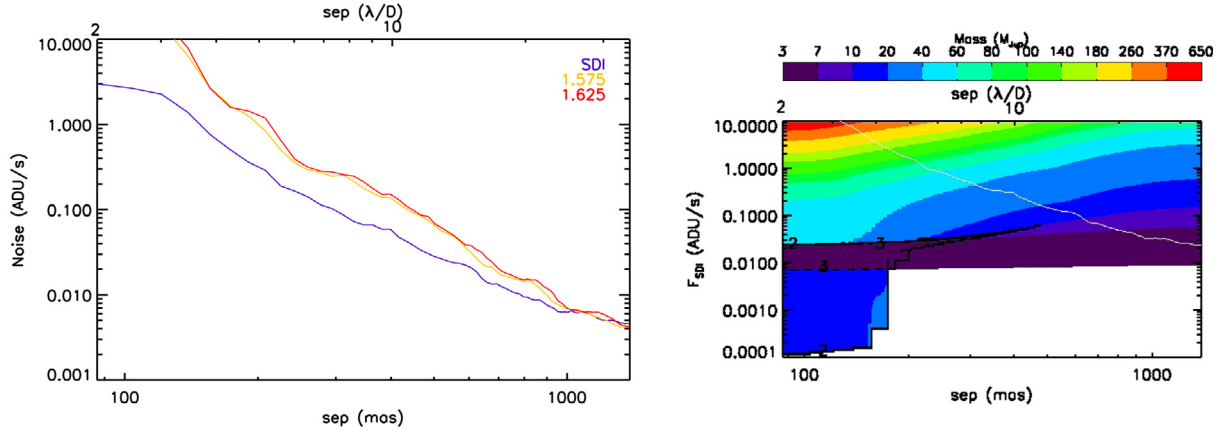 sep (λ/D)
2 10
10.000
1.000
0.100
0.010
0.001
Noise (ADU/s)
SDI
1.575
1.625
100 1000
sep (mas)
Mass (MJup)
3 7 10 20 40 60 80 100 140 180 260 370 650
sep (λ/D)
2 10
10.0000
1.0000
0.1000
0.0100
0.0010
0.0001
FSDI (ADU/s)
2 3
3
2
100 1000
sep (mas)